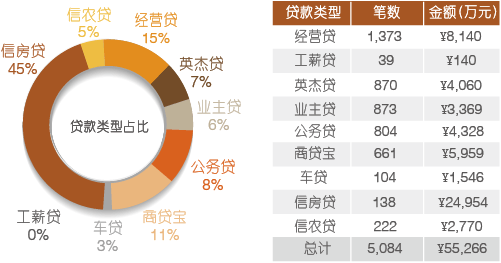 信农贷
5%
经营贷
15%
英杰贷
7%
业主贷
6%
公务贷
8%
商贷宝
11%
车贷
3%
工薪贷
0%
信房贷
45%
贷款类型占比
贷款类型 笔数 金额(万元)
经营贷 1,373 ¥8,140
工薪贷 39 ¥140
英杰贷 870 ¥4,060
业主贷 873 ¥3,369
公务贷 804 ¥4,328
商贷宝 661 ¥5,959
车贷 104 ¥1,546
信房贷 138 ¥24,954
信农贷 222 ¥2,770
总计 5,084 ¥55,266